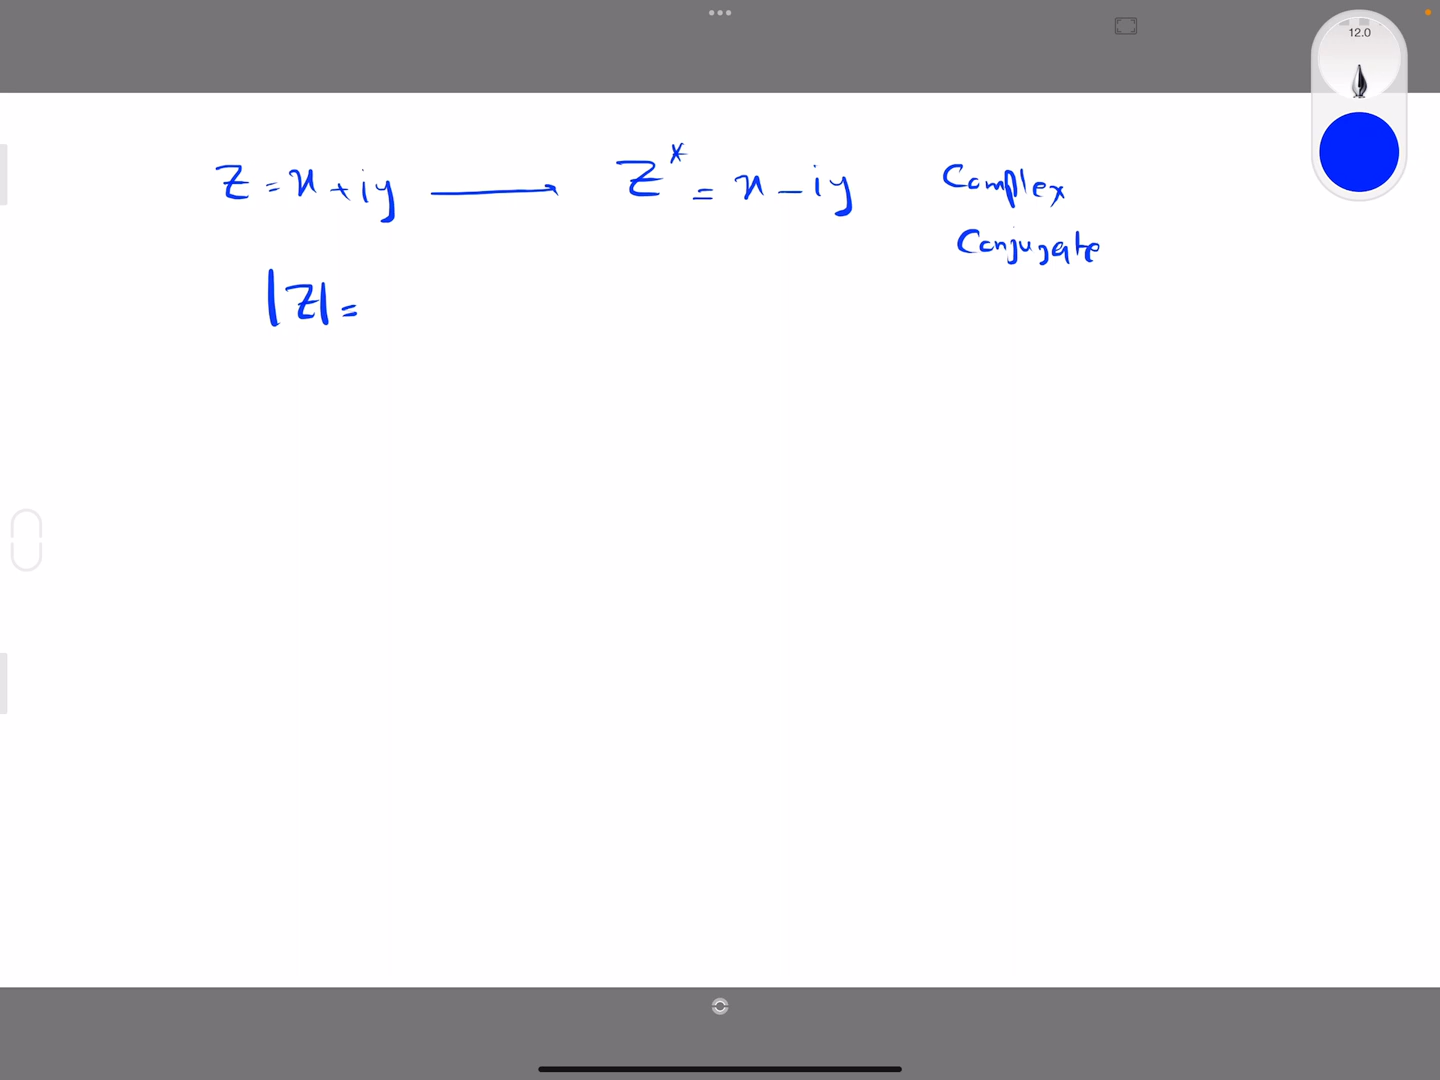 12.0
z = x + iy ⟶ z* = x - iy Complex
Conjugate
|z| =